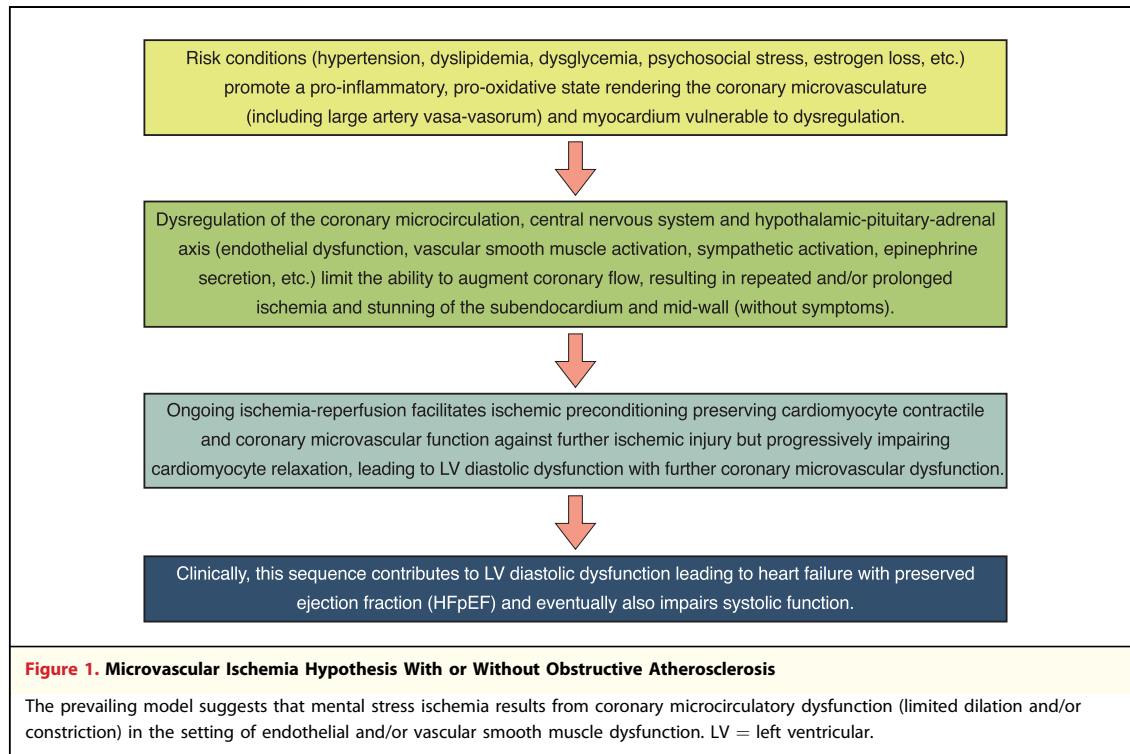 Risk conditions (hypertension, dyslipidemia, dysglycemia, psychosocial stress, estrogen loss, etc.)
promote a pro-inflammatory, pro-oxidative state rendering the coronary microvasculature
(including large artery vasa-vasorum) and myocardium vulnerable to dysregulation.
Dysregulation of the coronary microcirculation, central nervous system and hypothalamic-pituitary-adrenal
axis (endothelial dysfunction, vascular smooth muscle activation, sympathetic activation, epinephrine
secretion, etc.) limit the ability to augment coronary flow, resulting in repeated and/or prolonged
ischemia and stunning of the subendocardium and mid-wall (without symptoms).
Ongoing ischemia-reperfusion facilitates ischemic preconditioning preserving cardiomyocyte contractile
and coronary microvascular function against further ischemic injury but progressively impairing
cardiomyocyte relaxation, leading to LV diastolic dysfunction with further coronary microvascular dysfunction.
Clinically, this sequence contributes to LV diastolic dysfunction leading to heart failure with preserved
ejection fraction (HFpEF) and eventually also impairs systolic function.
Figure 1. Microvascular Ischemia Hypothesis With or Without Obstructive Atherosclerosis
The prevailing model suggests that mental stress ischemia results from coronary microcirculatory dysfunction (limited dilation and/or
constriction) in the setting of endothelial and/or vascular smooth muscle dysfunction. LV = left ventricular.